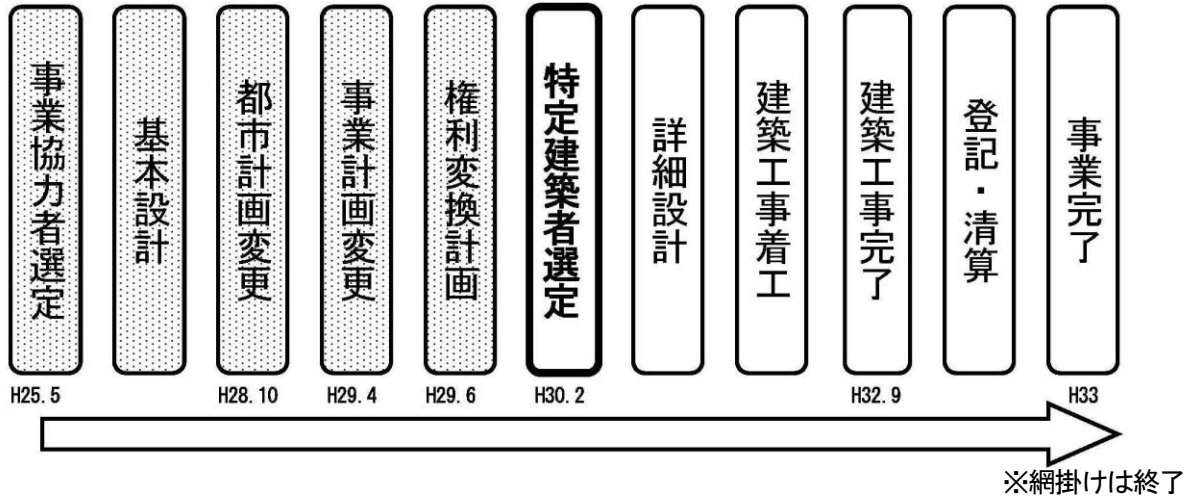 事業協力者選定
基本設計
都市計画変更
事業計画変更
権利変換計画
特定建築者選定
詳細設計
建築工事着工
建築工事完了
登記・清算
事業完了
H25.5
H28.10
H29.4
H29.6
H30.2
H32.9
H33
※網掛けは終了